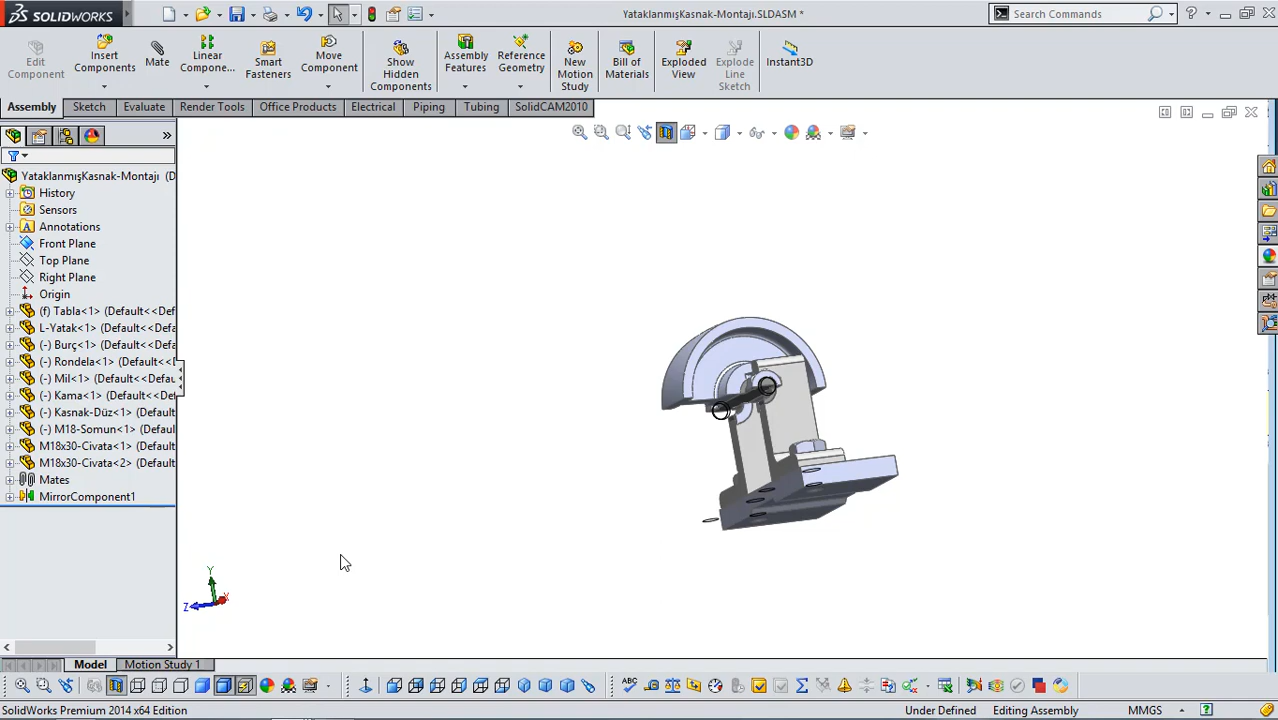 SOLIDWORKS
YataklanmışKasnak-Montajı.SLDASM *
Search Commands
Edit Component
Insert Components
Mate
Linear Compone...
Smart Fasteners
Move Component
Show Hidden Components
Assembly Features
Reference Geometry
New Motion Study
Bill of Materials
Exploded View
Explode Line Sketch
Instant3D
Assembly
Sketch
Evaluate
Render Tools
Office Products
Electrical
Piping
Tubing
SolidCAM2010
YataklanmışKasnak-Montajı (D
History
Sensors
Annotations
Front Plane
Top Plane
Right Plane
Origin
(f) Tabla<1> (Default<<Def
L-Yatak<1> (Default<<Defa
(-) Burç<1> (Default<<Def
(-) Rondela<1> (Default<<D
(-) Mil<1> (Default<<Defau
(-) Kama<1> (Default<<De
(-) Kasnak-Düz<1> (Defaul
(-) M18-Somun<1> (Defaul
M18x30-Civata<1> (Default
M18x30-Civata<2> (Default
Mates
MirrorComponent1
Y
Z
X
Model
Motion Study 1
SolidWorks Premium 2014 x64 Edition
Under Defined
Editing Assembly
MMGS